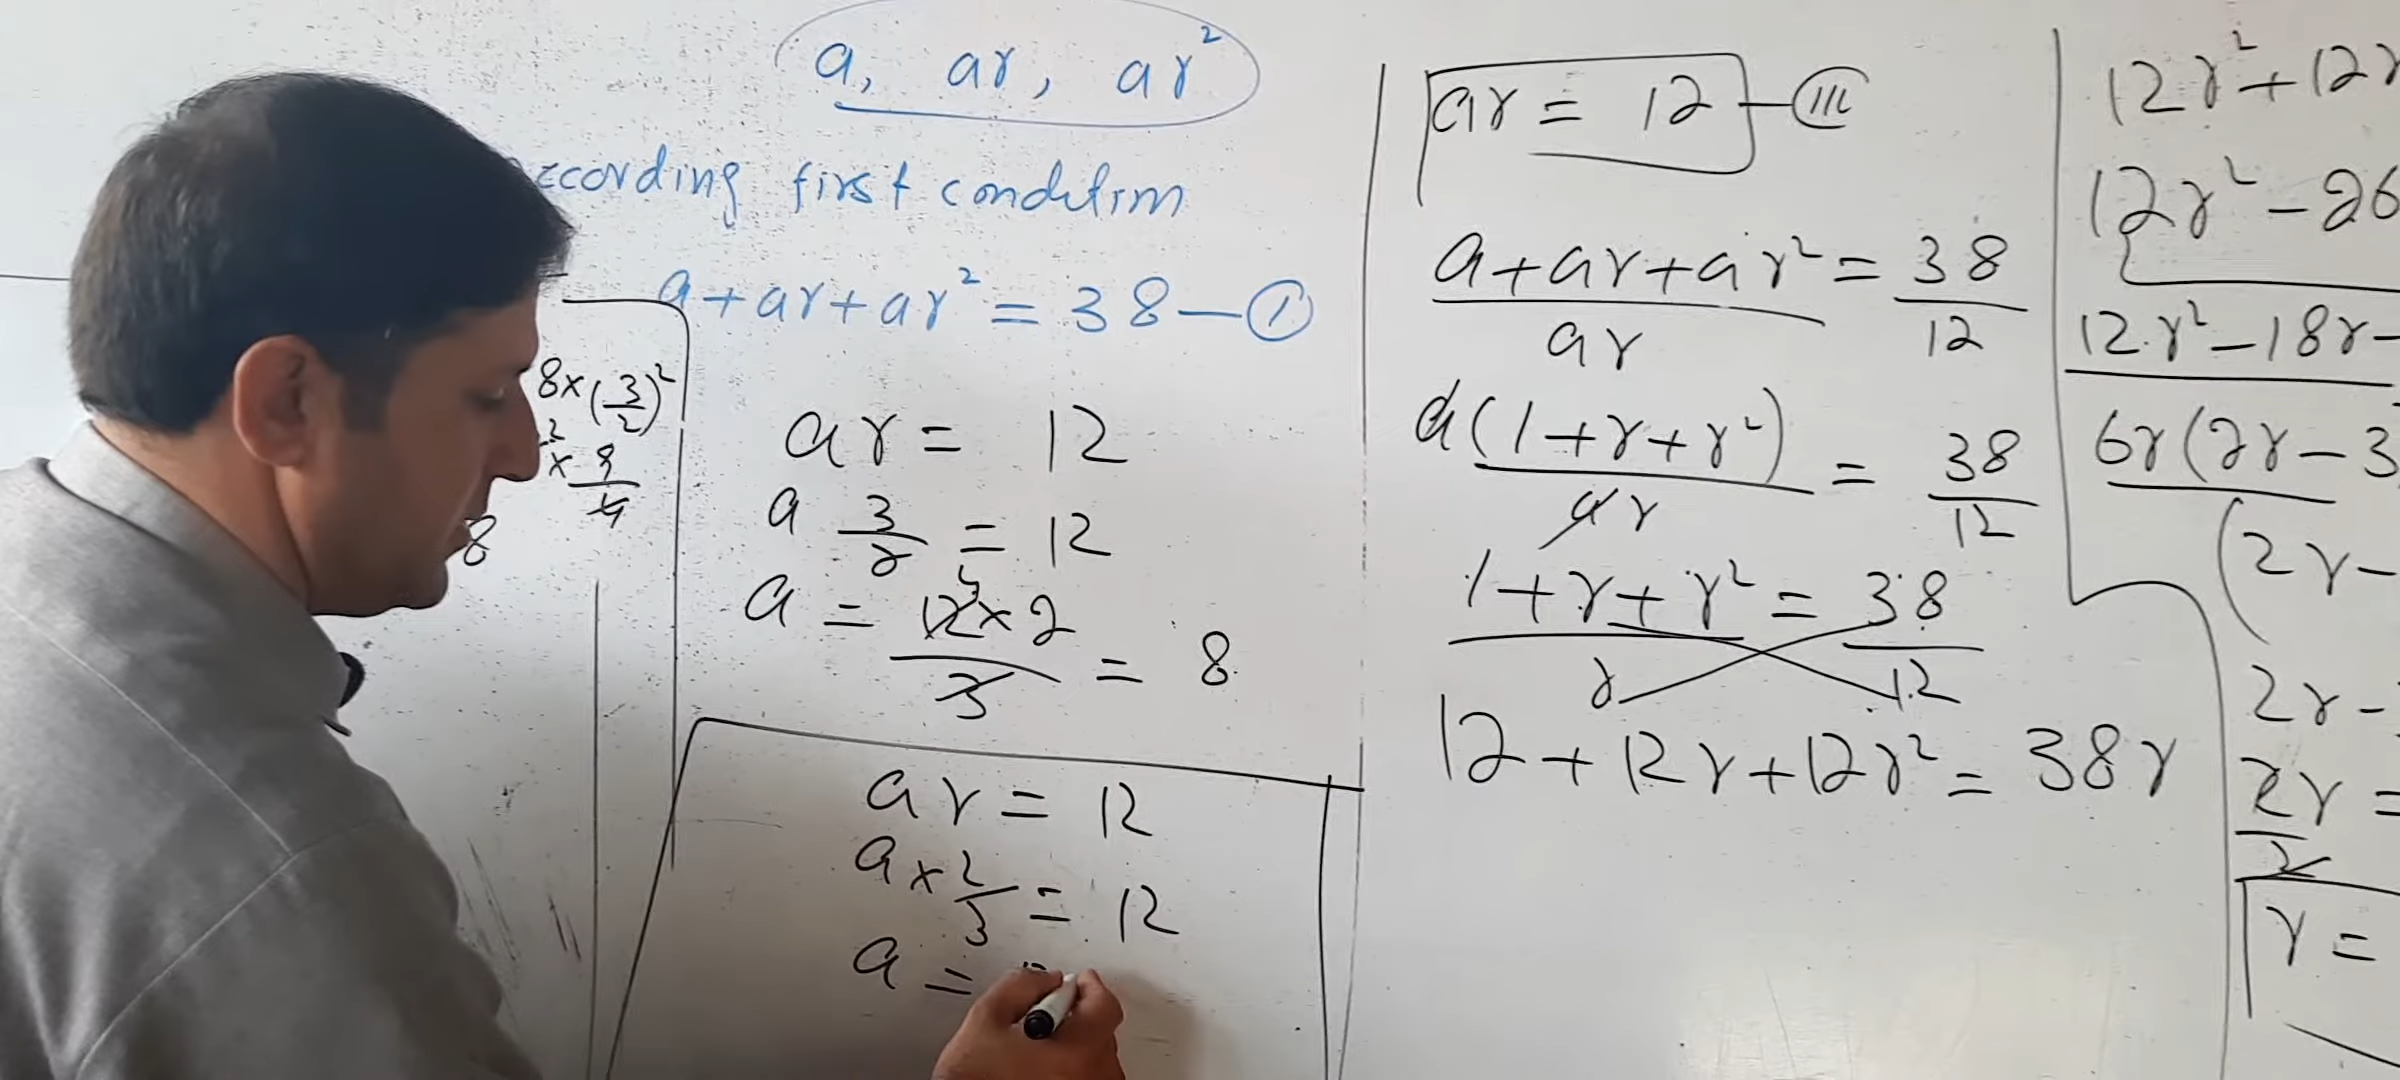 a, ar, ar²
ccording first condition
a + ar + ar² = 38 — (I)
8 × (3/2)²
× 9/4
8
ar = 12
a 3/2 = 12
a = 12 × 2 / 3 = 8
ar = 12
a × 2/3 = 12
a =
ar = 12 — (III)
a + ar + ar² / ar = 38/12
a(1 + r + r²) / ar = 38/12
1 + r + r² / r = 38/12
12 + 12r + 12r² = 38r
12r² + 12r
12r² - 26
12r² - 18r -
6r(2r - 3
(2r -
2r -
2r =
2
r =